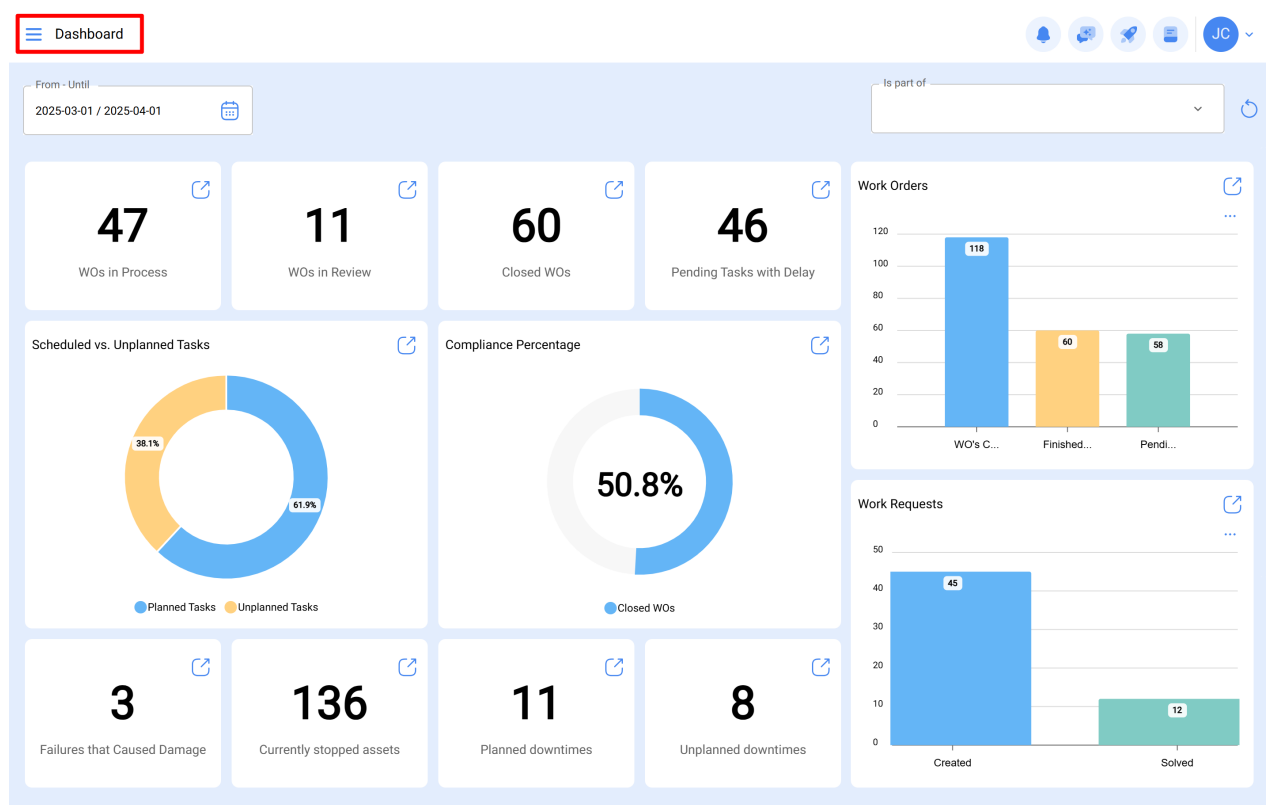 Dashboard
JC
From - Until
2025-03-01 / 2025-04-01
Is part of
47
WOs in Process
11
WOs in Review
60
Closed WOs
46
Pending Tasks with Delay
Work Orders
...
120
100
80
60
40
20
0
118
60
58
WO's C...
Finished...
Pendi...
Scheduled vs. Unplanned Tasks
38.1%
61.9%
Planned Tasks Unplanned Tasks
Compliance Percentage
50.8%
Closed WOs
Work Requests
...
50
40
30
20
10
0
45
12
Created
Solved
3
Failures that Caused Damage
136
Currently stopped assets
11
Planned downtimes
8
Unplanned downtimes